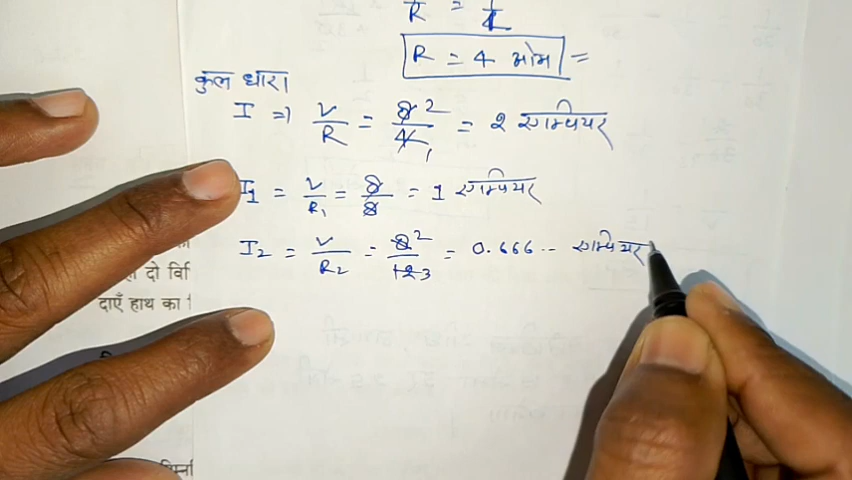 R = 4
R = 4 ओम =
कुल धारा
I => V/R = 8/4 = 2 एम्पियर
I1 = V/R1 = 8/8 = 1 एम्पियर
I2 = V/R2 = 8/12 = 0.666-- एम्पियर
दो वि
दाएँ हाथ का